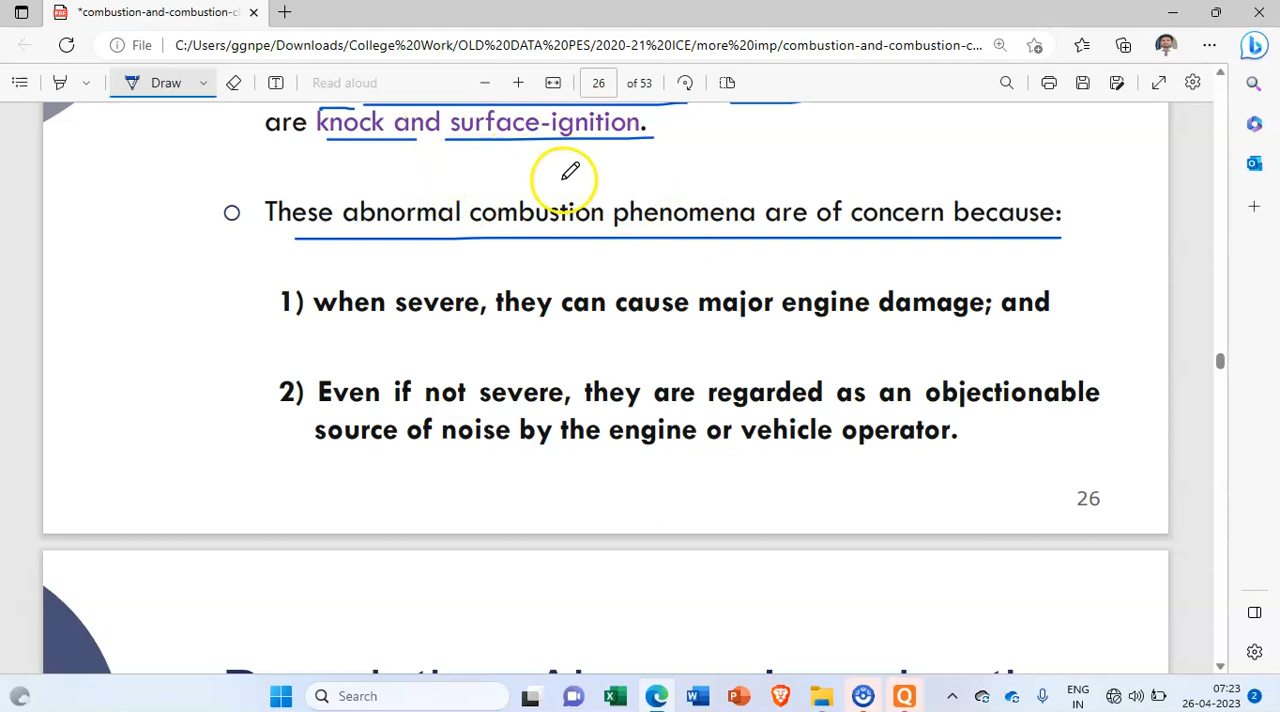 *combustion-and-combustion-cl
File
C:/Users/ggnpe/Downloads/College%20Work/OLD%20DATA%20PES/2020-21%20ICE/more%20imp/combustion-and-combustion-c...
Draw
Read aloud
26
of 53
are knock and surface-ignition.
These abnormal combustion phenomena are of concern because:
1) when severe, they can cause major engine damage; and
2) Even if not severe, they are regarded as an objectionable
source of noise by the engine or vehicle operator.
26
Search
ENG
IN
07:23
26-04-2023
2